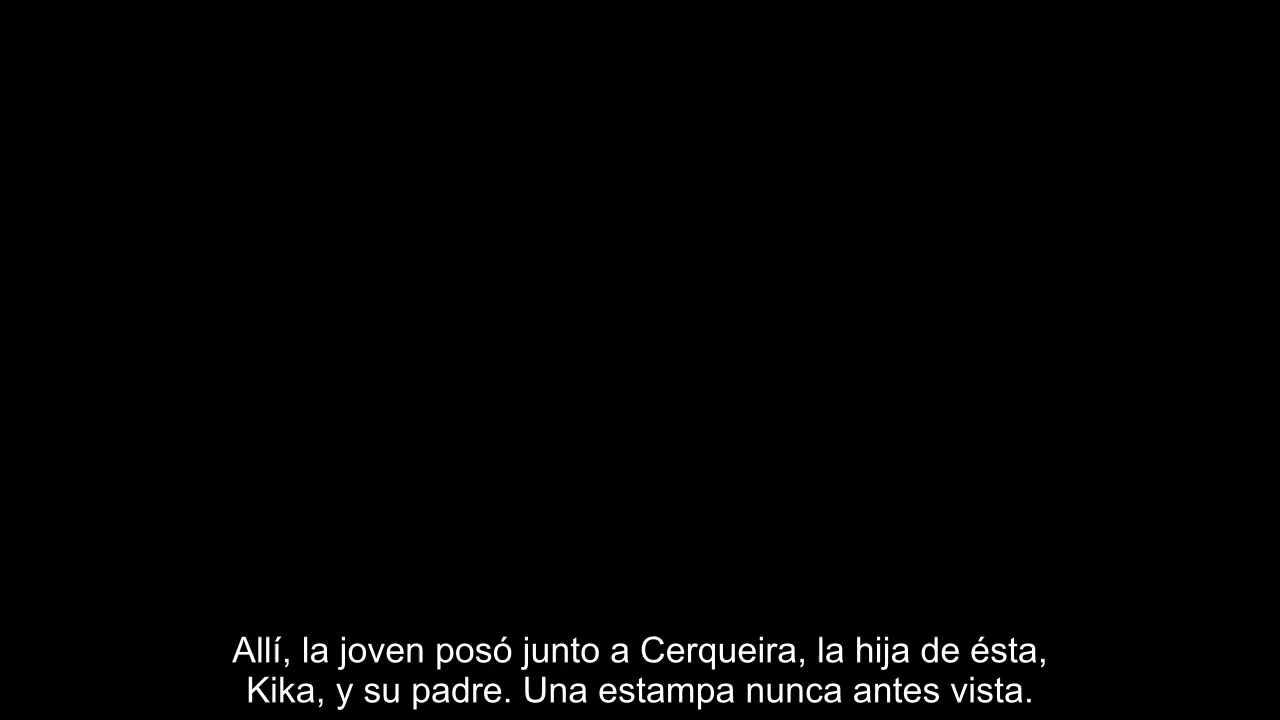 Allí, la joven posó junto a Cerqueira, la hija de ésta,
Kika, y su padre. Una estampa nunca antes vista.